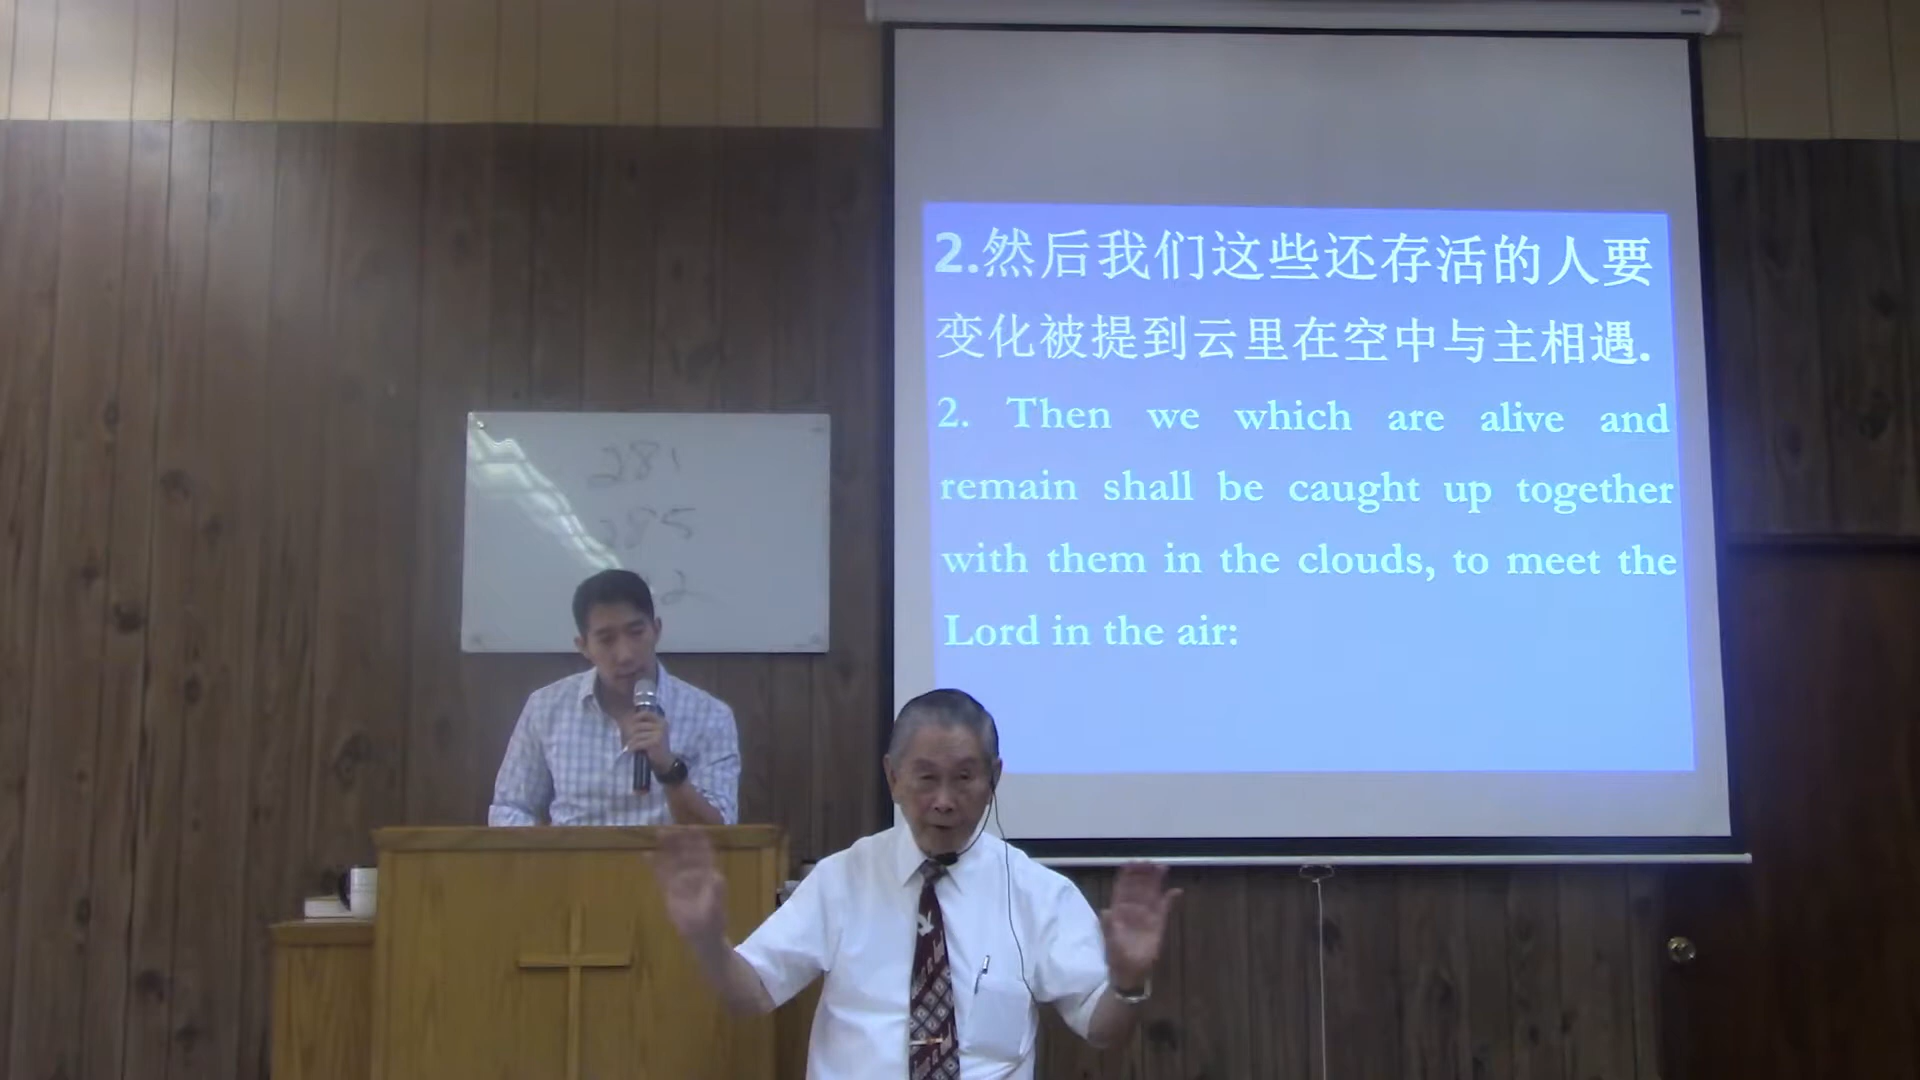 2.然后我们这些还存活的人要
变化被提到云里在空中与主相遇.
2. Then we which are alive and
remain shall be caught up together
with them in the clouds, to meet the
Lord in the air:
281
285